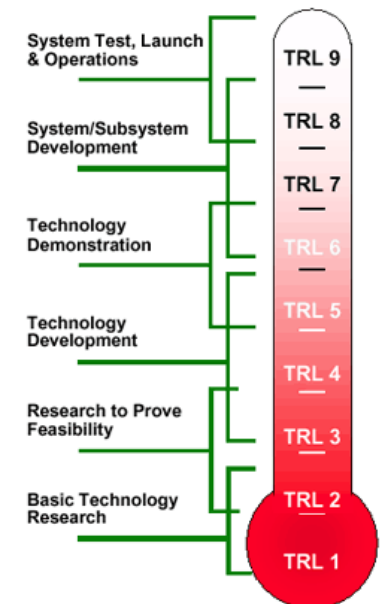 System Test, Launch
& Operations
System/Subsystem
Development
Technology
Demonstration
Technology
Development
Research to Prove
Feasibility
Basic Technology
Research
TRL 9
TRL 8
TRL 7
TRL 6
TRL 5
TRL 4
TRL 3
TRL 2
TRL 1